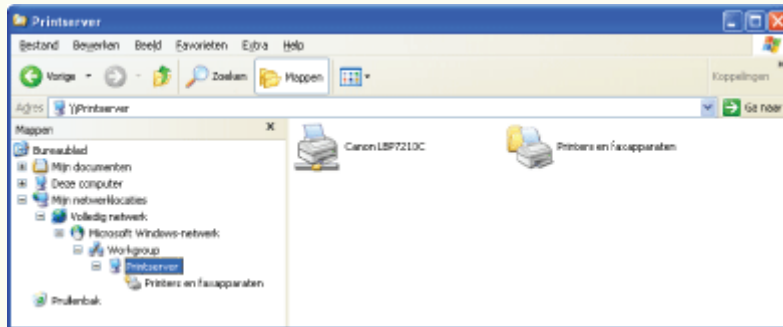 Printserver
Bestand Bewerken Beeld Favorieten Extra Help
Vorige Zoeken Mappen Koppelingen
Adres \\Printserver Ga naar
Mappen x
Bureaublad
Mijn documenten
Deze computer
Mijn netwerklocaties
Volledig netwerk
Microsoft Windows-netwerk
Workgroup
Printserver
Printers en faxapparaten
Prullenbak
Canon LBP7210C
Printers en faxapparaten